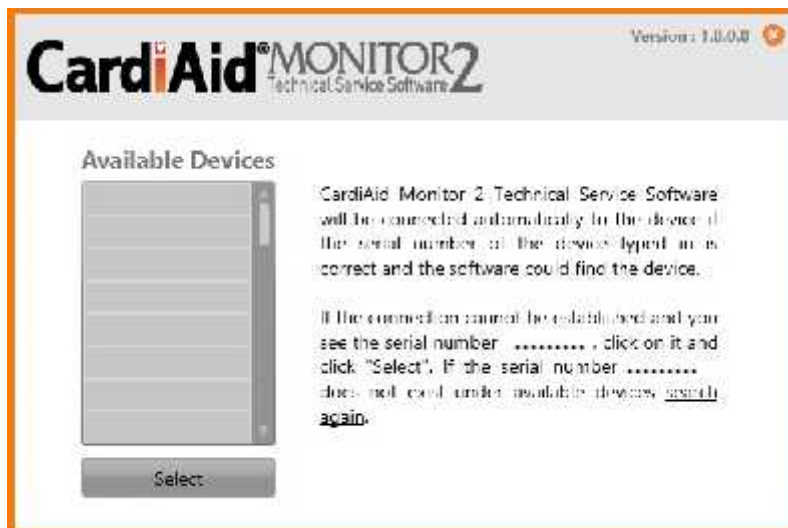 Version : 1.0.0.0
CardiAid® MONITOR2
Technical Service Software
Available Devices
CardiAid Monitor 2 Technical Service Software
will be connected automatically to the device if
the serial number of the device typed in is
correct and the software could find the device.
If the connection cannot be established and you
see the serial number ......... , click on it and
click "Select". If the serial number .........
does not exist under available devices search
again.
Select